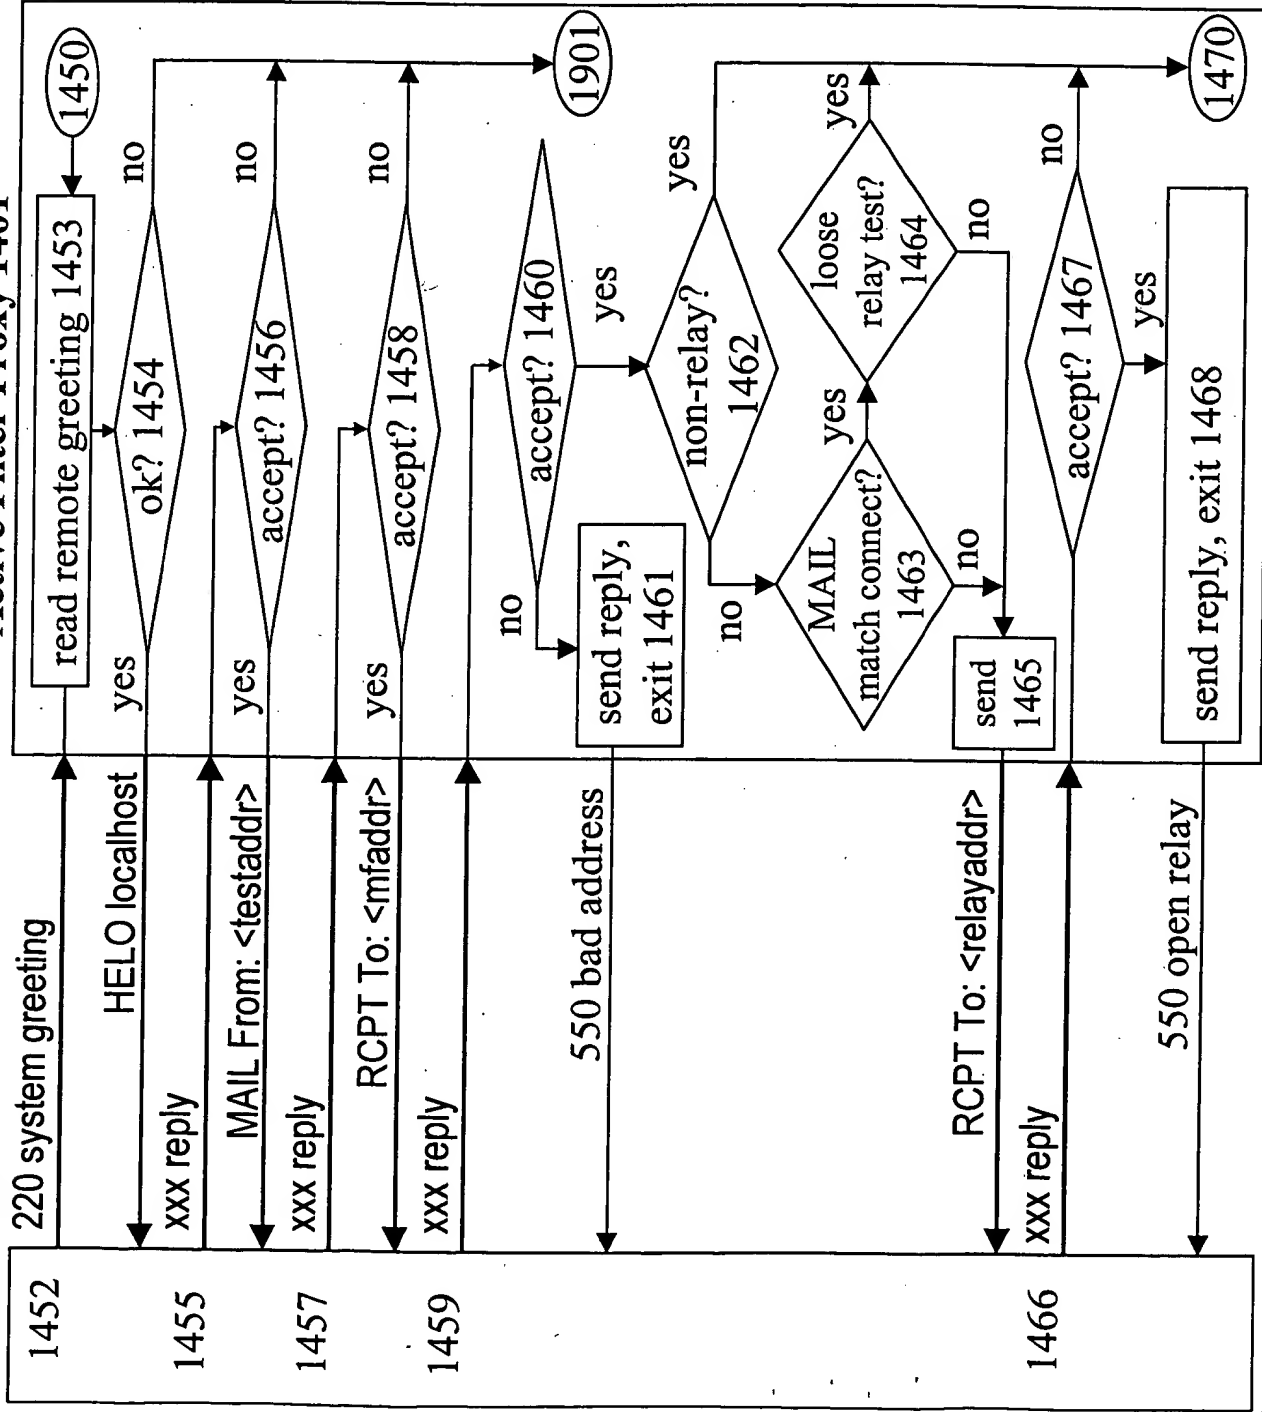 Active Filter Proxy 1401
1450
read remote greeting 1453
220 system greeting
1452
ok? 1454
yes
no
HELO localhost
xxx reply
1455
accept? 1456
yes
no
MAIL From: <testaddr>
xxx reply
1457
accept? 1458
yes
no
RCPT To: <mfaddr>
xxx reply
1459
1901
accept? 1460
no
yes
send reply,
exit 1461
550 bad address
non-relay?
1462
yes
no
MAIL
match connect?
1463
yes
no
loose
relay test?
1464
yes
no
send
1465
RCPT To: <relayaddr>
xxx reply
1466
accept? 1467
no
yes
1470
send reply, exit 1468
550 open relay